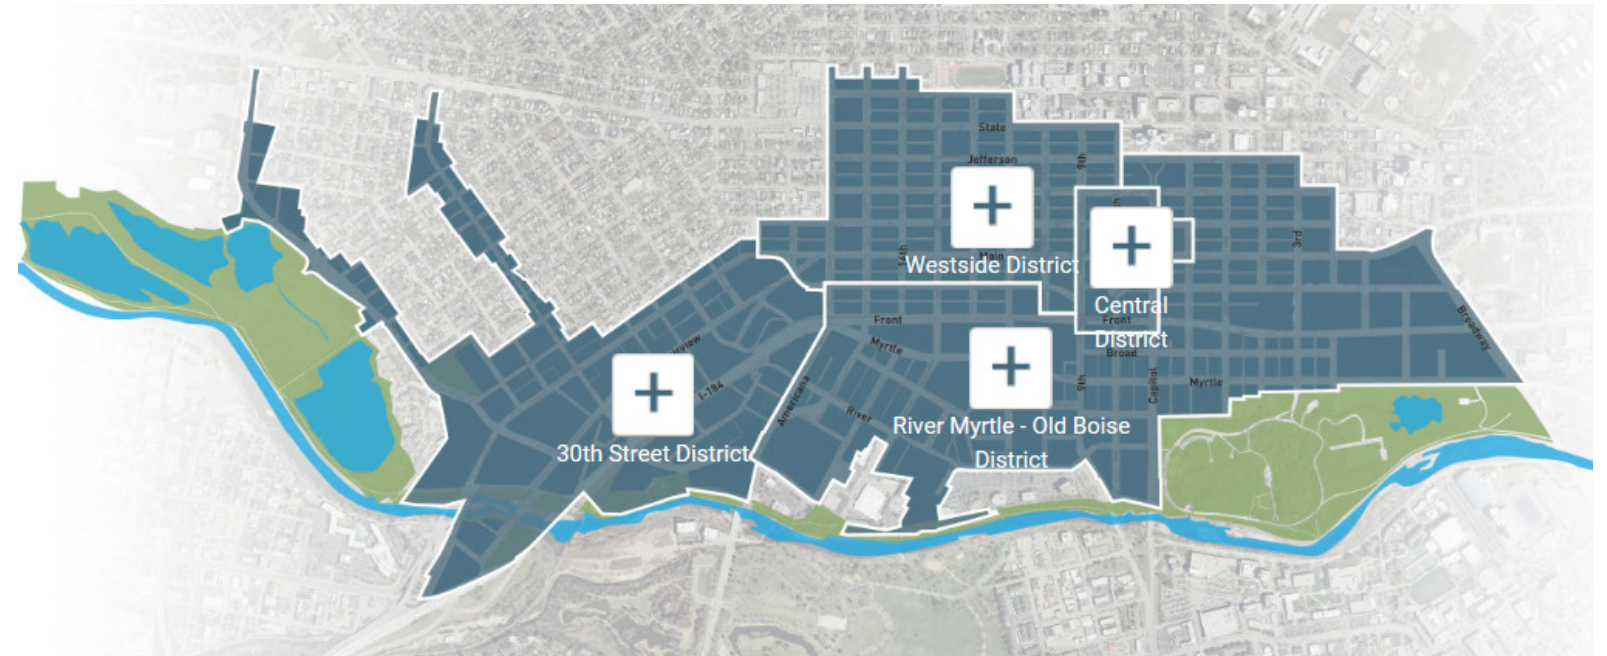 State
Jefferson
9th
3rd
Main
Westside District
Central
District
Front
Front
Broad
Broadway
Myrtle
I-184
Americana
River
9th
Capitol
Myrtle
30th Street District
River Myrtle - Old Boise
District